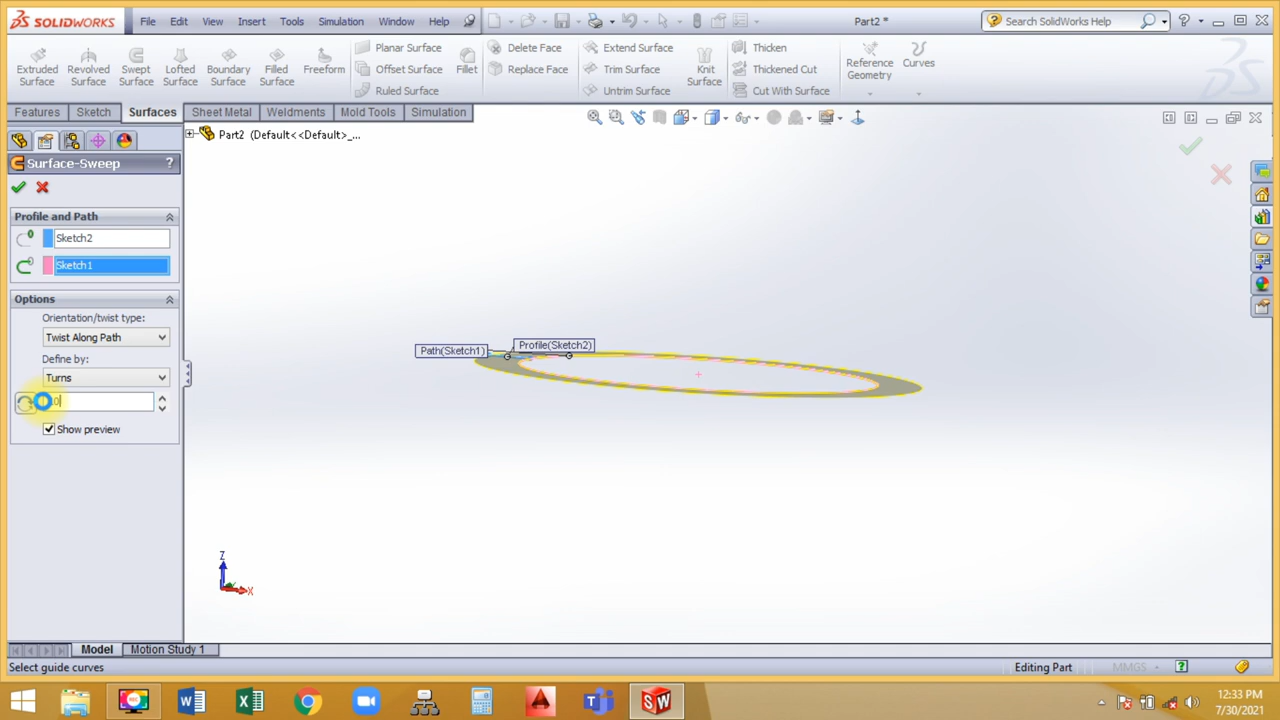 SOLIDWORKS File Edit View Insert Tools Simulation Window Help Part2 * Search SolidWorks Help
Extruded Surface
Revolved Surface
Swept Surface
Lofted Surface
Boundary Surface
Filled Surface
Freeform
Planar Surface
Offset Surface
Ruled Surface
Fillet
Delete Face
Replace Face
Extend Surface
Trim Surface
Untrim Surface
Knit Surface
Thicken
Thickened Cut
Cut With Surface
Reference Geometry
Curves
Features Sketch Surfaces Sheet Metal Weldments Mold Tools Simulation
Part2 (Default<<Default>_...
Surface-Sweep ?
Profile and Path
Sketch2
Sketch1
Options
Orientation/twist type:
Twist Along Path
Define by:
Turns
Show preview
Path(Sketch1) Profile(Sketch2)
Z
X
Model Motion Study 1
Select guide curves Editing Part MMGS
12:33 PM
7/30/2021